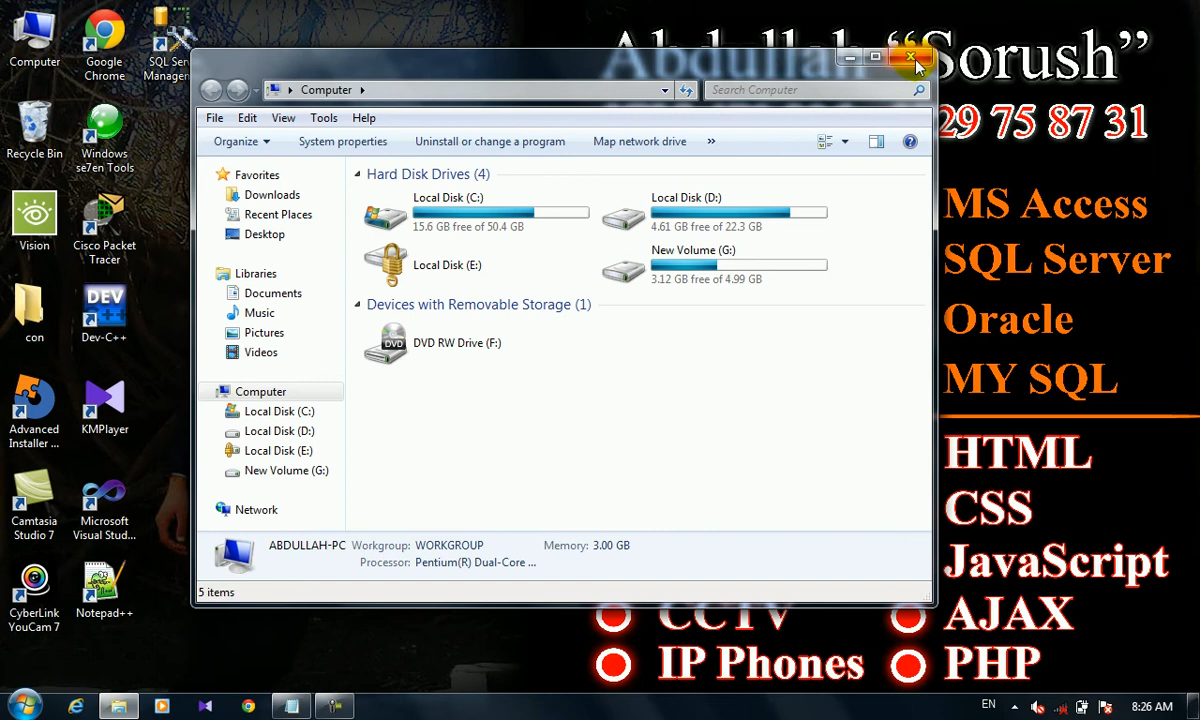 Computer
Google
Chrome
SQL Ser
Manager
Recycle Bin
Windows
se7en Tools
Vision
Cisco Packet
Tracer
con
Dev-C++
Advanced
Installer ...
KMPlayer
Camtasia
Studio 7
Microsoft
Visual Stud...
CyberLink
YouCam 7
Notepad++
Abdullah “Sorush”
29 75 87 31
MS Access
SQL Server
Oracle
MY SQL
HTML
CSS
JavaScript
CCTV
AJAX
IP Phones
PHP
Computer
Search Computer
File Edit View Tools Help
Organize System properties Uninstall or change a program Map network drive »
Favorites
Downloads
Recent Places
Desktop
Libraries
Documents
Music
Pictures
Videos
Computer
Local Disk (C:)
Local Disk (D:)
Local Disk (E:)
New Volume (G:)
Network
Hard Disk Drives (4)
Local Disk (C:)
15.6 GB free of 50.4 GB
Local Disk (D:)
4.61 GB free of 22.3 GB
Local Disk (E:)
New Volume (G:)
3.12 GB free of 4.99 GB
Devices with Removable Storage (1)
DVD
DVD RW Drive (F:)
ABDULLAH-PC Workgroup: WORKGROUP Memory: 3.00 GB
Processor: Pentium(R) Dual-Core ...
5 items
EN
8:26 AM